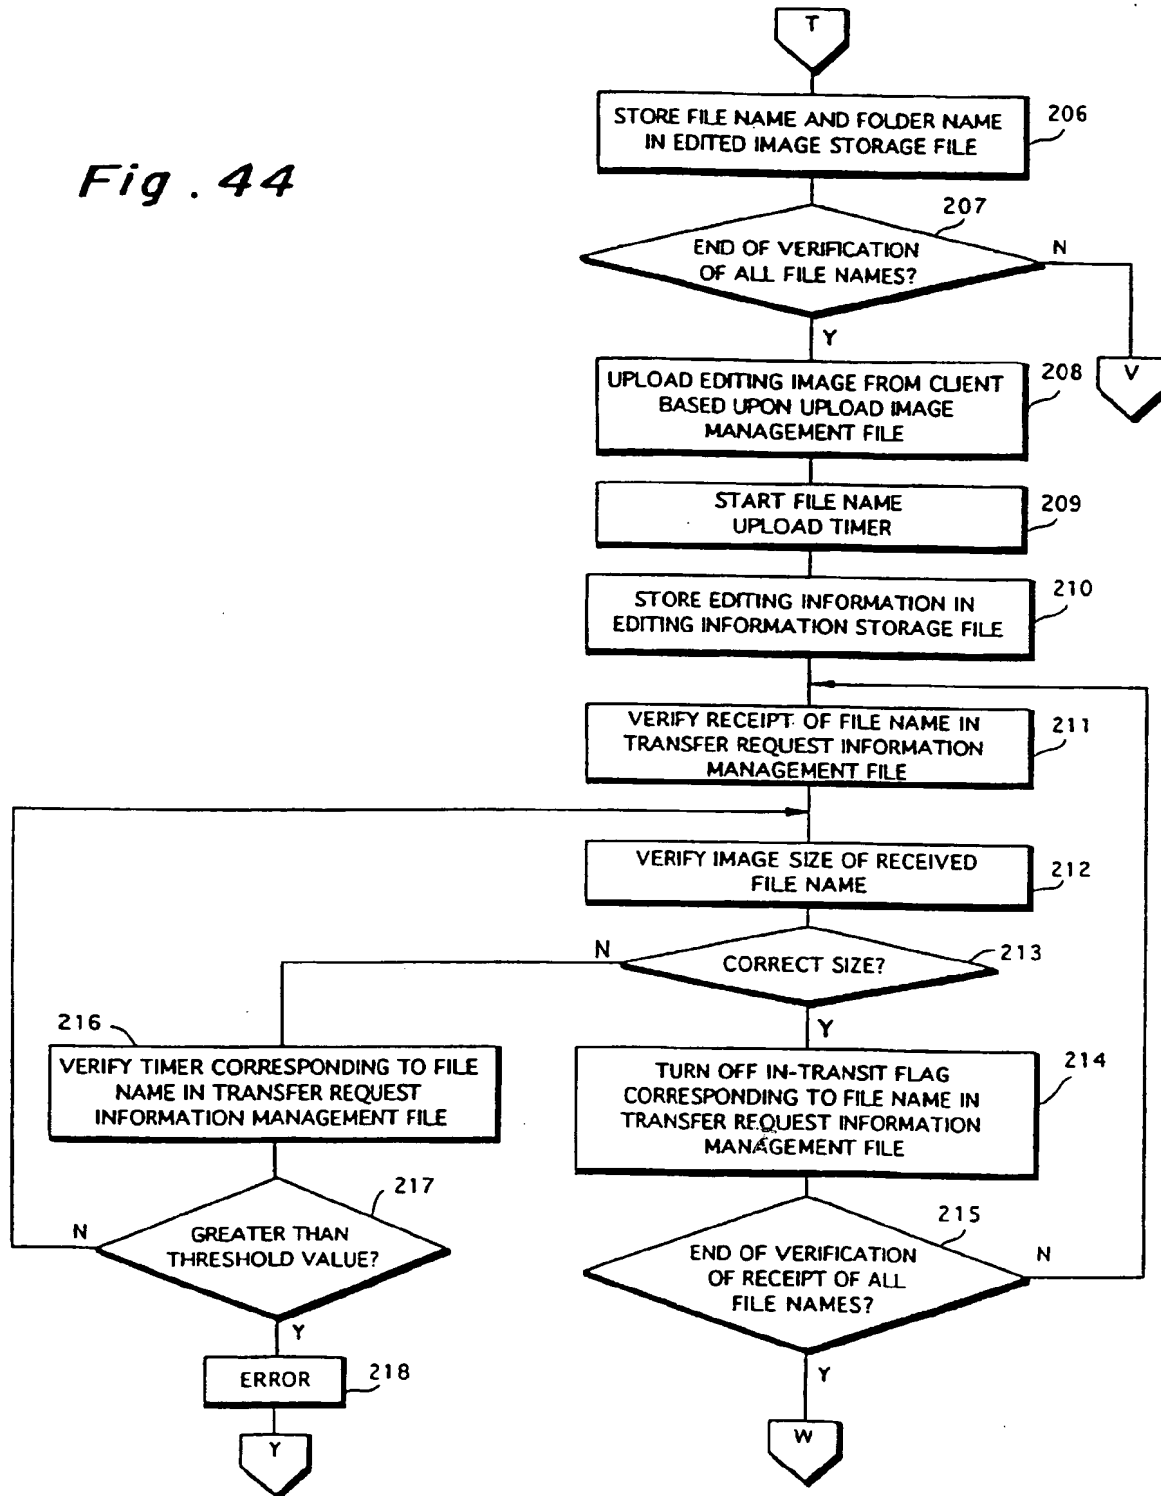 Fig. 44
T
STORE FILE NAME AND FOLDER NAME
IN EDITED IMAGE STORAGE FILE
206
207
END OF VERIFICATION
OF ALL FILE NAMES?
N
Y
V
UPLOAD EDITING IMAGE FROM CLIENT
BASED UPON UPLOAD IMAGE
MANAGEMENT FILE
208
START FILE NAME
UPLOAD TIMER
209
STORE EDITING INFORMATION IN
EDITING INFORMATION STORAGE FILE
210
VERIFY RECEIPT OF FILE NAME IN
TRANSFER REQUEST INFORMATION
MANAGEMENT FILE
211
VERIFY IMAGE SIZE OF RECEIVED
FILE NAME
212
N
CORRECT SIZE?
213
Y
216
VERIFY TIMER CORRESPONDING TO FILE
NAME IN TRANSFER REQUEST
INFORMATION MANAGEMENT FILE
TURN OFF IN-TRANSIT FLAG
CORRESPONDING TO FILE NAME IN
TRANSFER REQUEST INFORMATION
MANAGEMENT FILE
214
217
N
GREATER THAN
THRESHOLD VALUE?
Y
215
END OF VERIFICATION
OF RECEIPT OF ALL
FILE NAMES?
N
Y
ERROR
218
Y
W